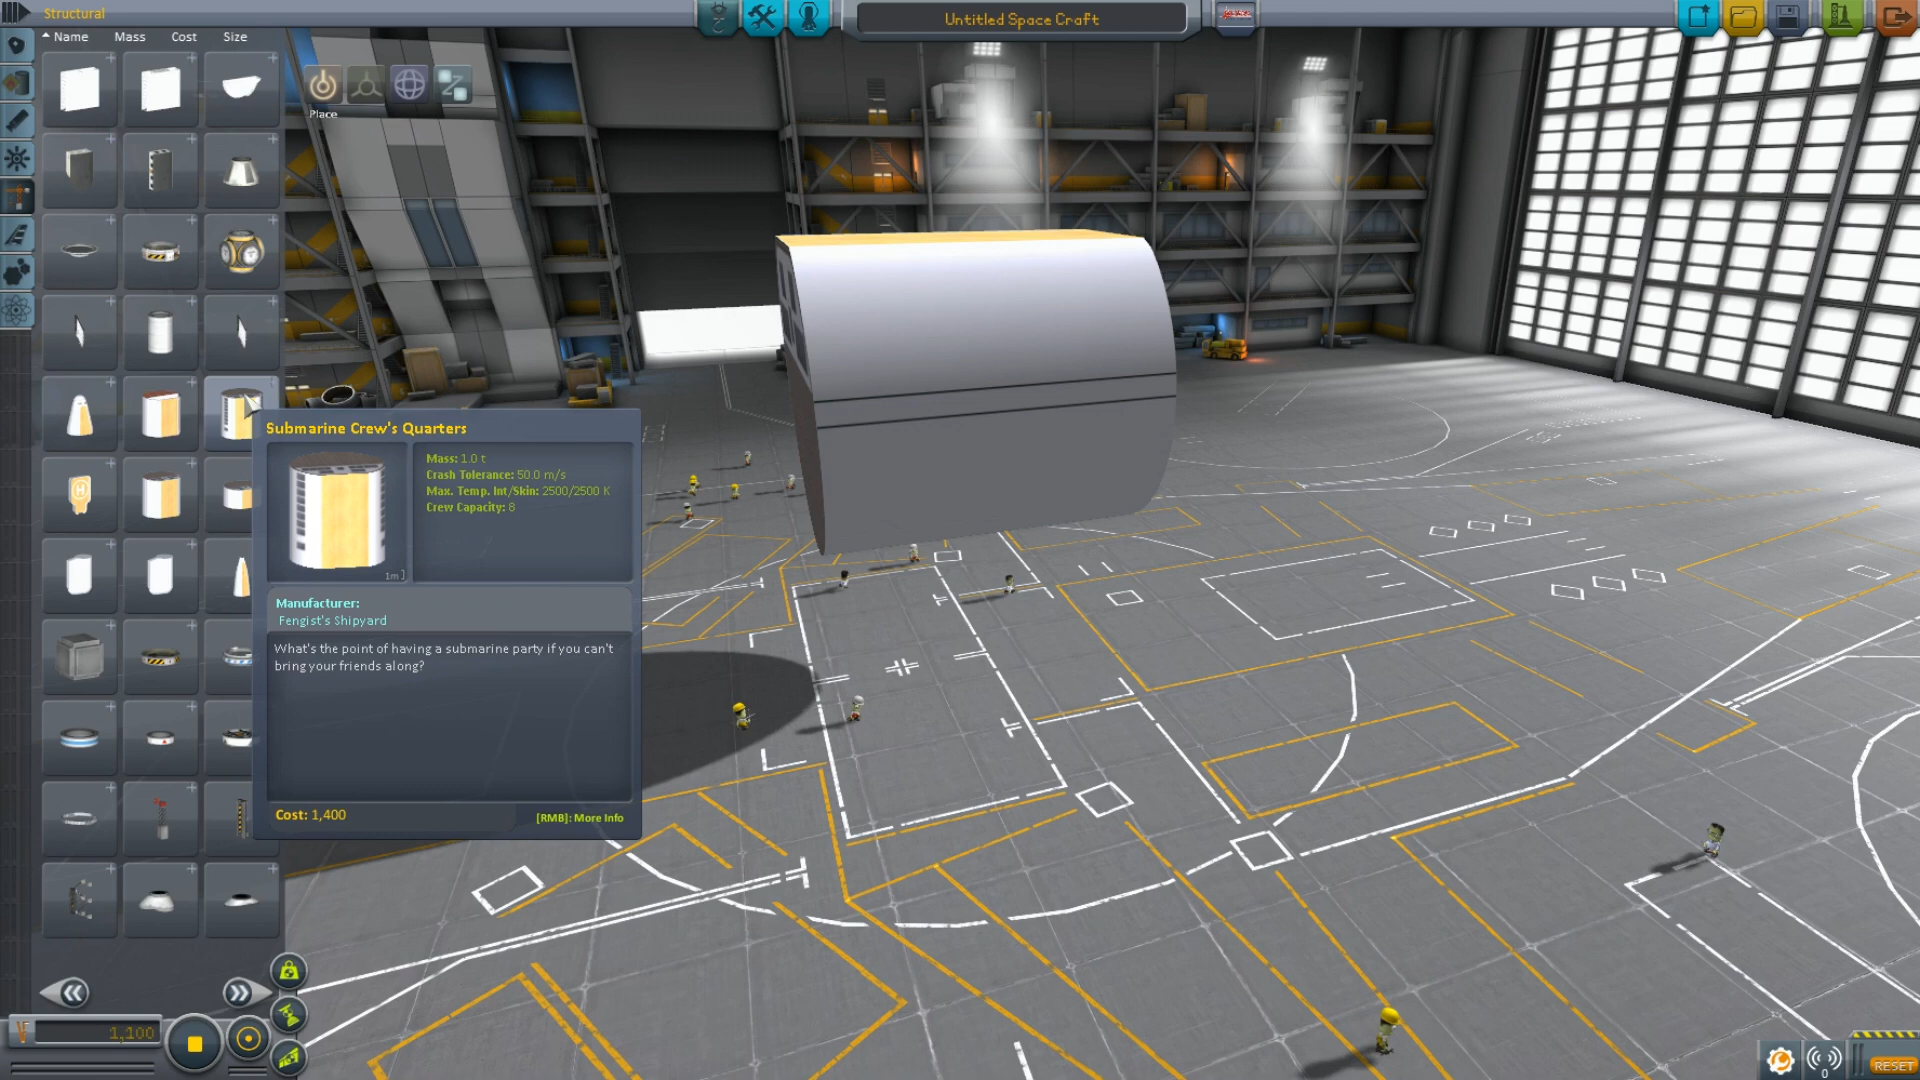 Structural
Untitled Space Craft
Name Mass Cost Size
Place
Submarine Crew's Quarters
Mass: 1.0 t
Crash Tolerance: 50.0 m/s
Max. Temp. Int/Skin: 2500/2500 K
Crew Capacity: 8
1m
Manufacturer:
Fengist's Shipyard
What's the point of having a submarine party if you can't
bring your friends along?
Cost: 1,400
[RMB]: More Info
1,100
0
RESET